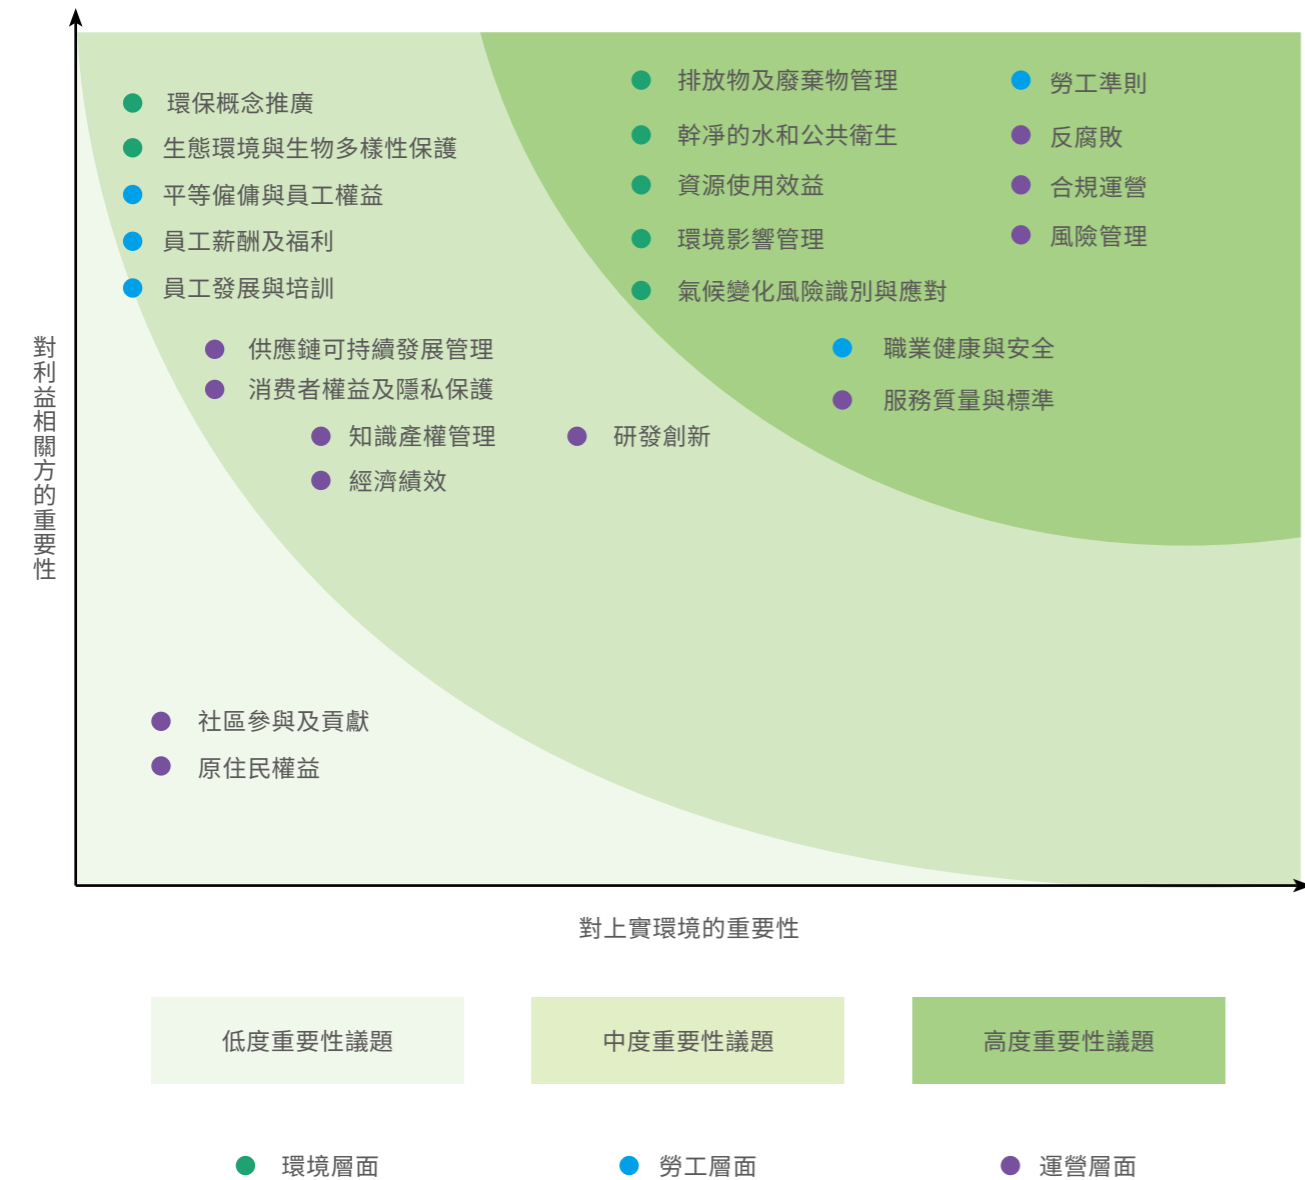 環保概念推廣
生態環境與生物多樣性保護
平等僱傭與員工權益
員工薪酬及福利
員工發展與培訓
供應鏈可持續發展管理
消费者權益及隱私保護
知識產權管理
經濟績效
研發創新
排放物及廢棄物管理
幹淨的水和公共衛生
資源使用效益
環境影響管理
氣候變化風險識別與應對
勞工準則
反腐敗
合規運營
風險管理
職業健康與安全
服務質量與標準
社區參與及貢獻
原住民權益
對利益相關方的重要性
對上實環境的重要性
低度重要性議題
中度重要性議題
高度重要性議題
環境層面
勞工層面
運營層面